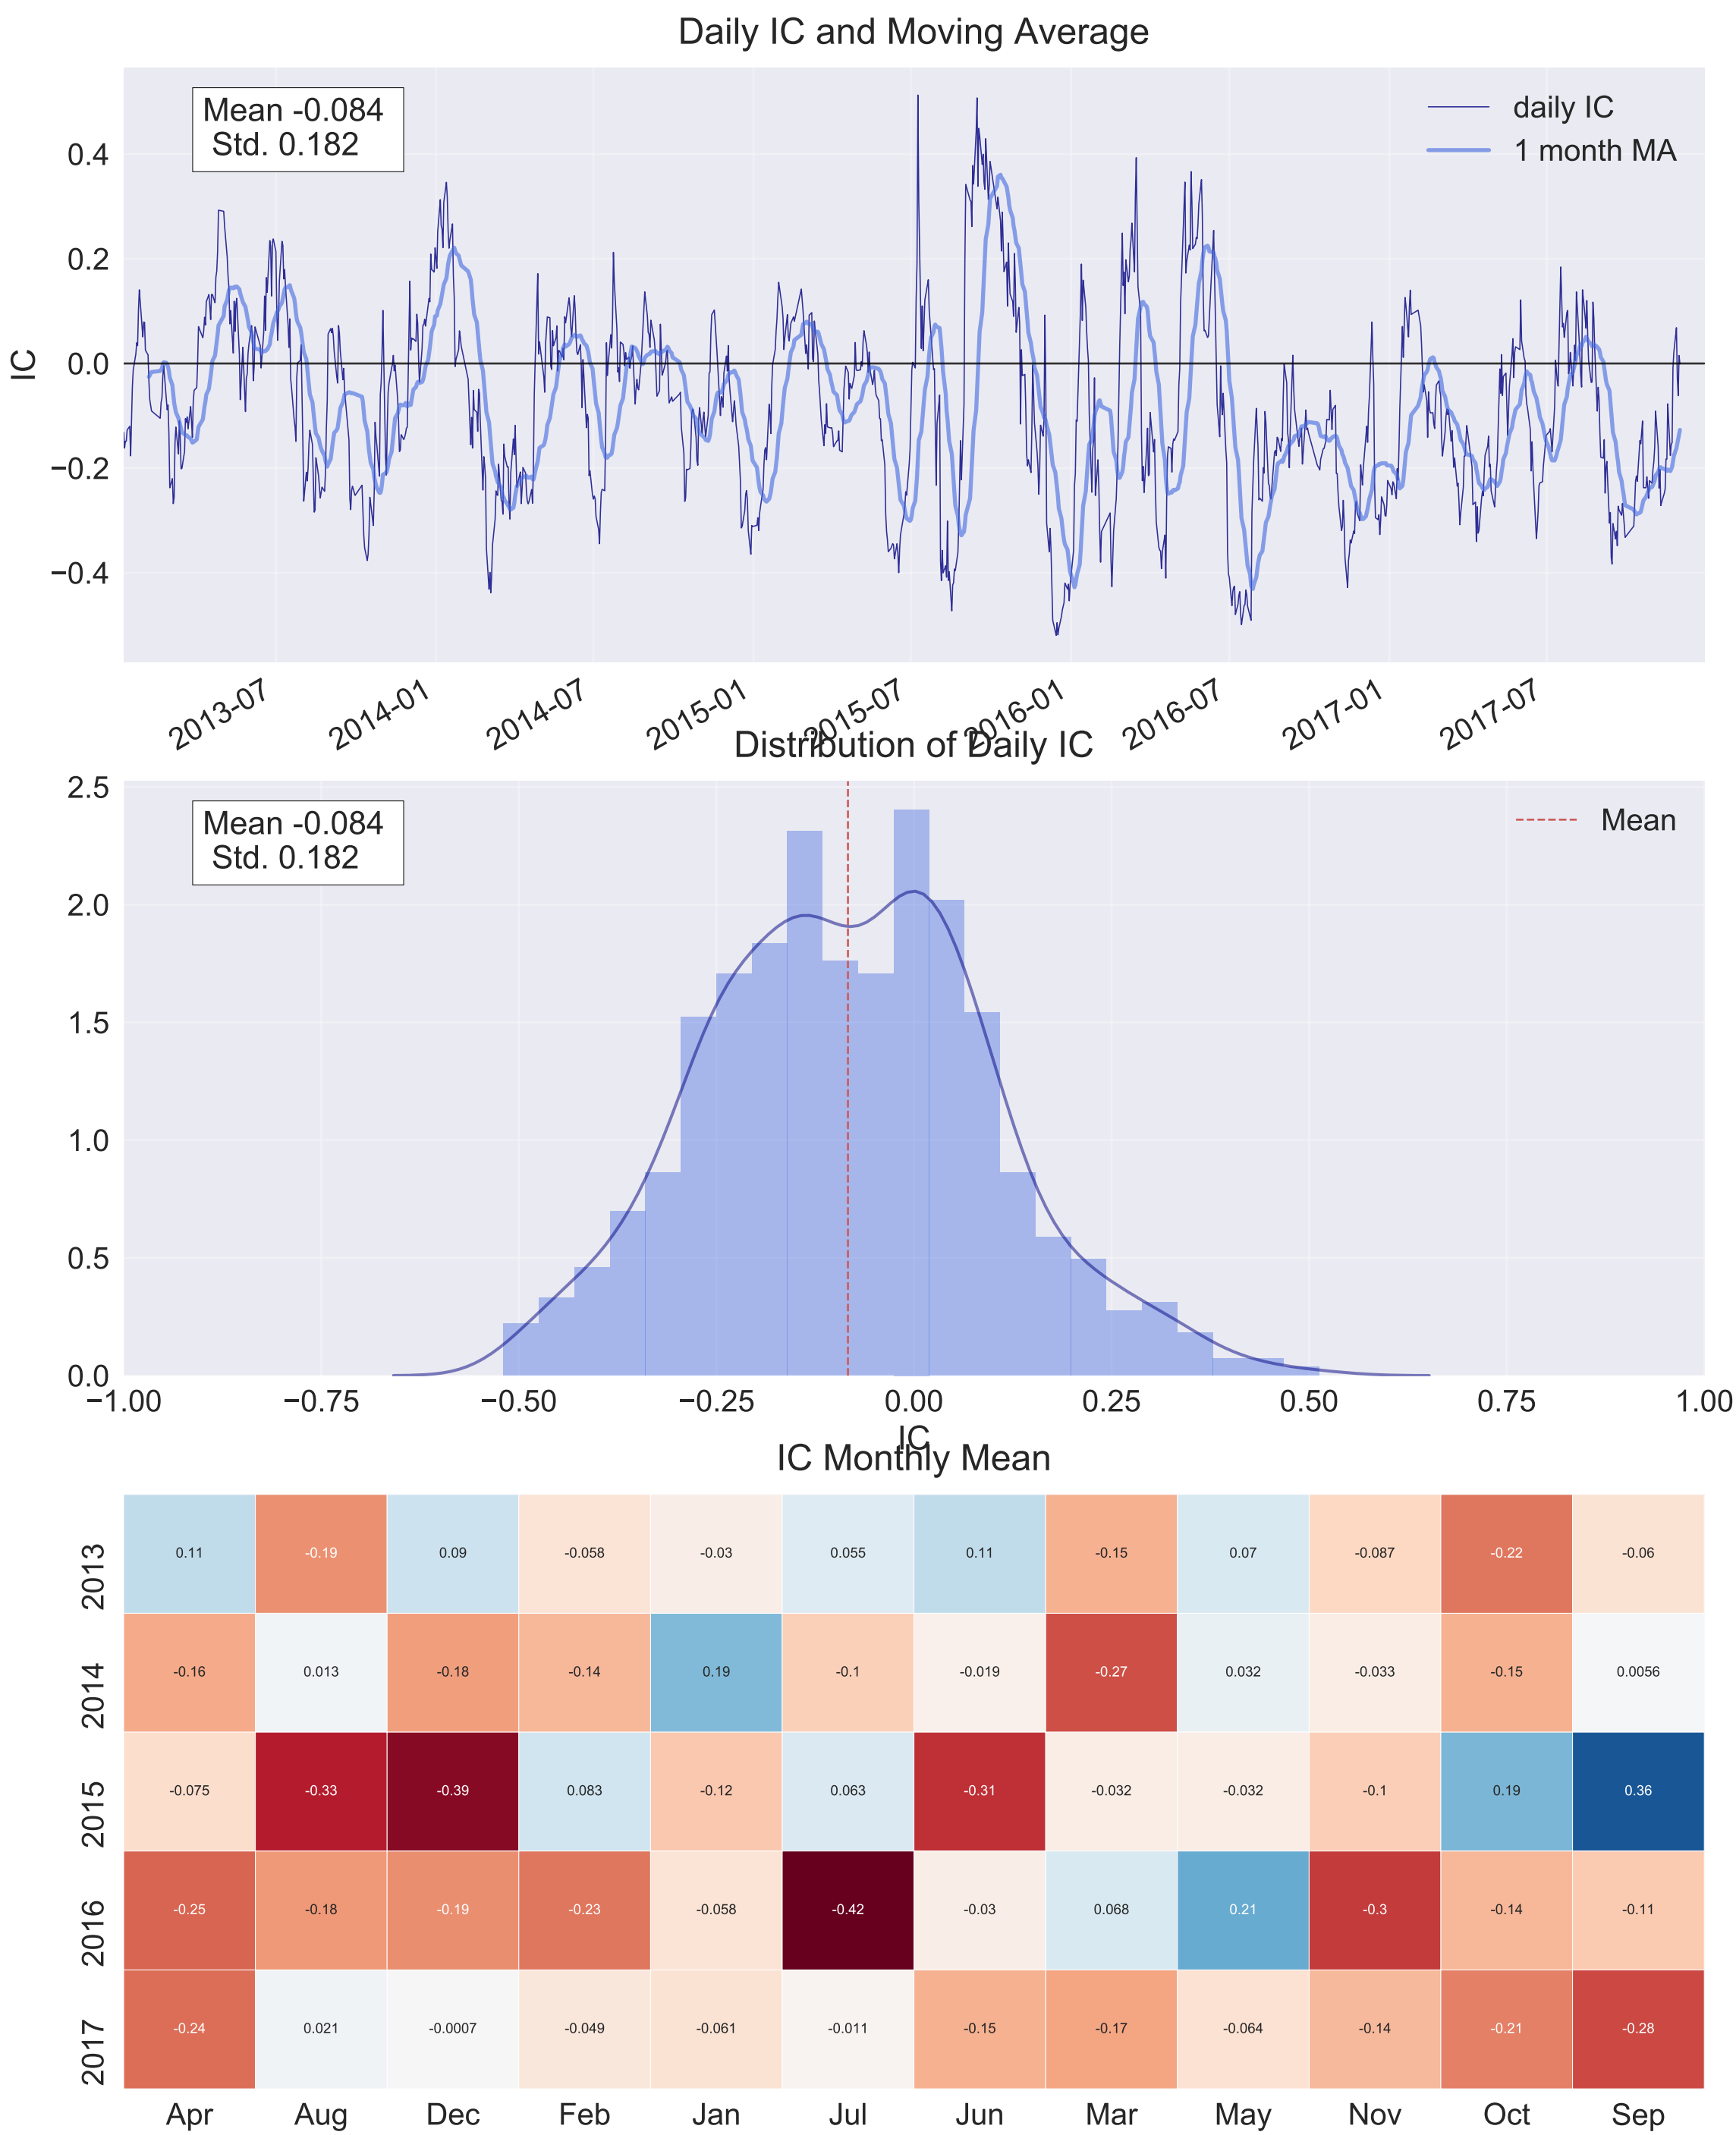 Daily IC and Moving Average
Mean -0.084
Std. 0.182
daily IC
1 month MA
IC
0.4
0.2
0.0
−0.2
−0.4
2013-07 2014-01 2014-07 2015-01 2015-07 2016-01 2016-07 2017-01 2017-07
Distribution of Daily IC
Mean -0.084
Std. 0.182
Mean
2.5
2.0
1.5
1.0
0.5
0.0
−1.00 −0.75 −0.50 −0.25 0.00 0.25 0.50 0.75 1.00
IC
IC Monthly Mean
2013 0.11 -0.19 0.09 -0.058 -0.03 0.055 0.11 -0.15 0.07 -0.087 -0.22 -0.06
2014 -0.16 0.013 -0.18 -0.14 0.19 -0.1 -0.019 -0.27 0.032 -0.033 -0.15 0.0056
2015 -0.075 -0.33 -0.39 0.083 -0.12 0.063 -0.31 -0.032 -0.032 -0.1 0.19 0.36
2016 -0.25 -0.18 -0.19 -0.23 -0.058 -0.42 -0.03 0.068 0.21 -0.3 -0.14 -0.11
2017 -0.24 0.021 -0.0007 -0.049 -0.061 -0.011 -0.15 -0.17 -0.064 -0.14 -0.21 -0.28
Apr Aug Dec Feb Jan Jul Jun Mar May Nov Oct Sep